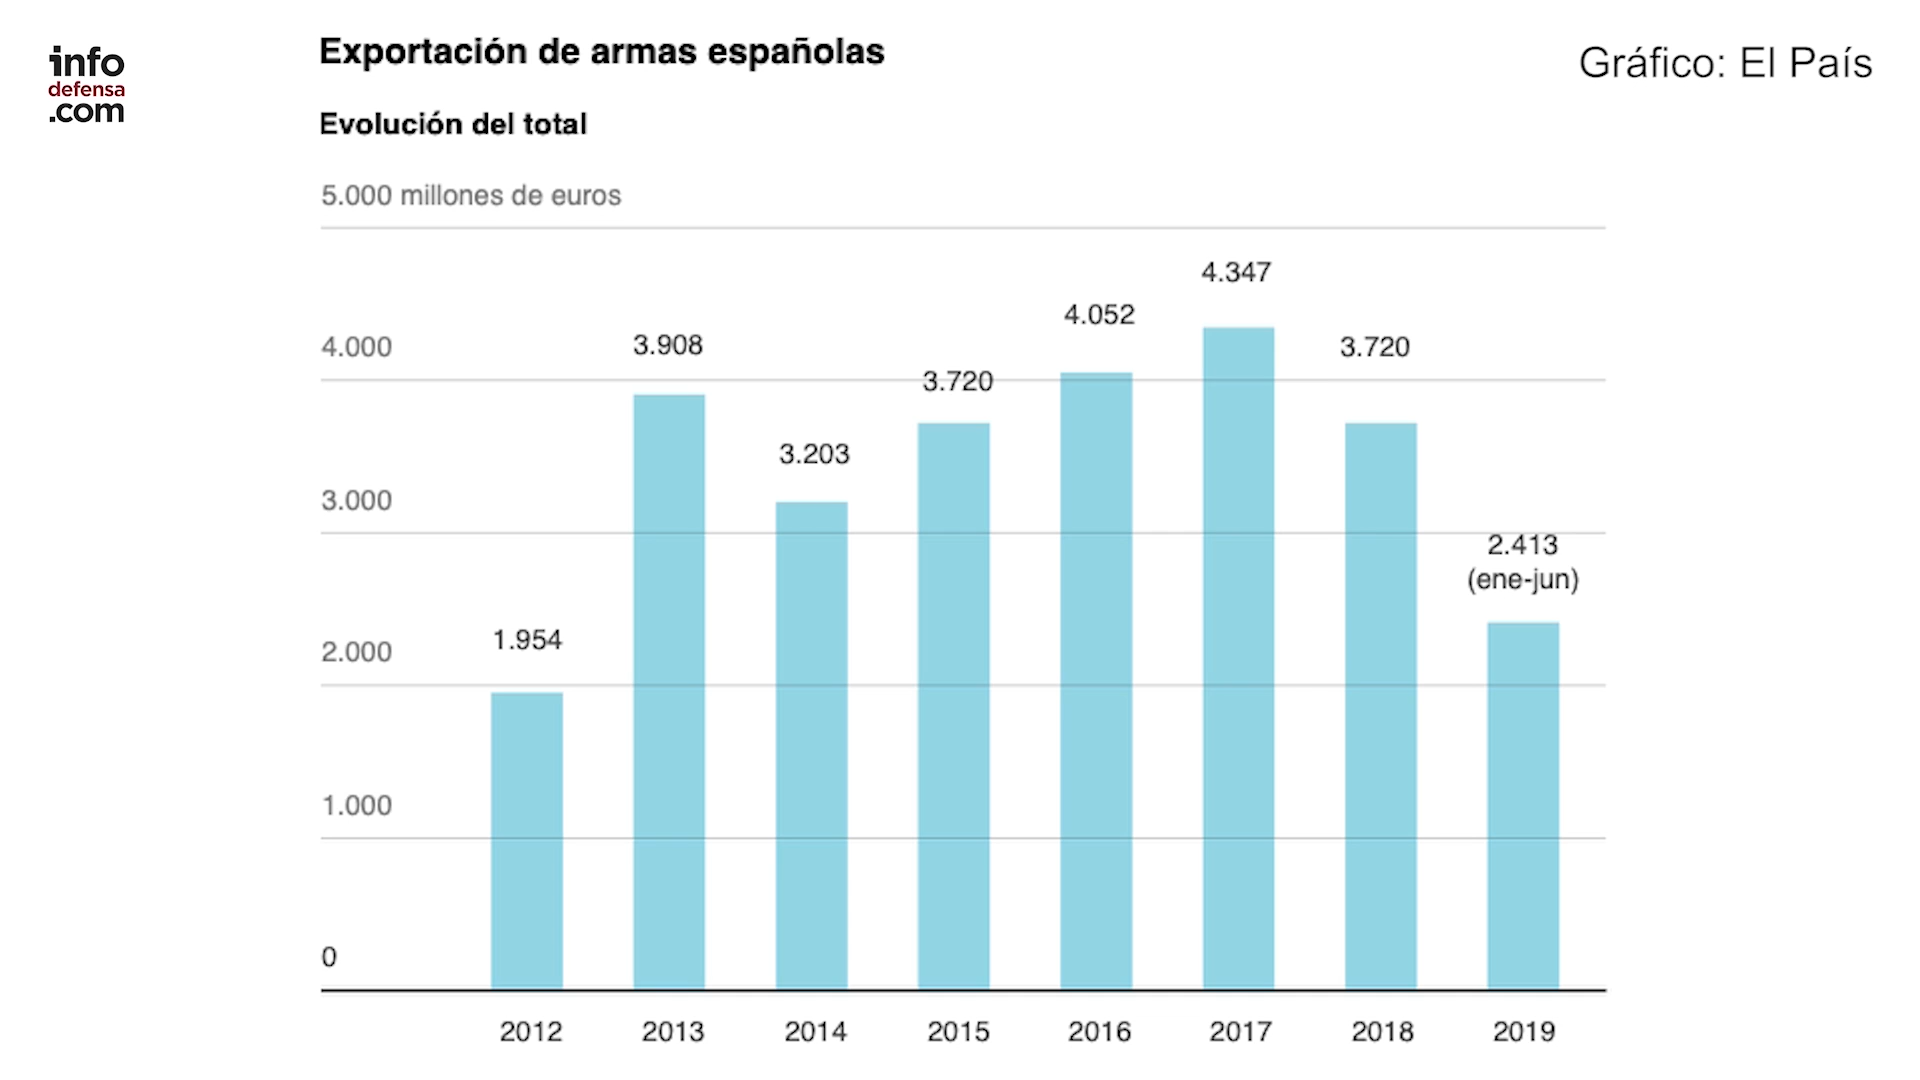 info
defensa
.com
Exportación de armas españolas
Gráfico: El País
Evolución del total
5.000 millones de euros
4.000
3.000
2.000
1.000
0
1.954
3.908
3.203
3.720
4.052
4.347
3.720
2.413
(ene-jun)
2012
2013
2014
2015
2016
2017
2018
2019